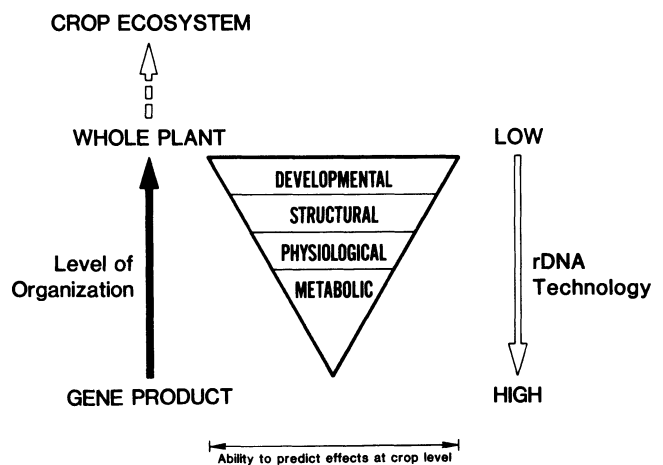 CROP ECOSYSTEM
WHOLE PLANT
LOW
DEVELOPMENTAL
STRUCTURAL
PHYSIOLOGICAL
METABOLIC
Level of
Organization
rDNA
Technology
GENE PRODUCT
HIGH
Ability to predict effects at crop level